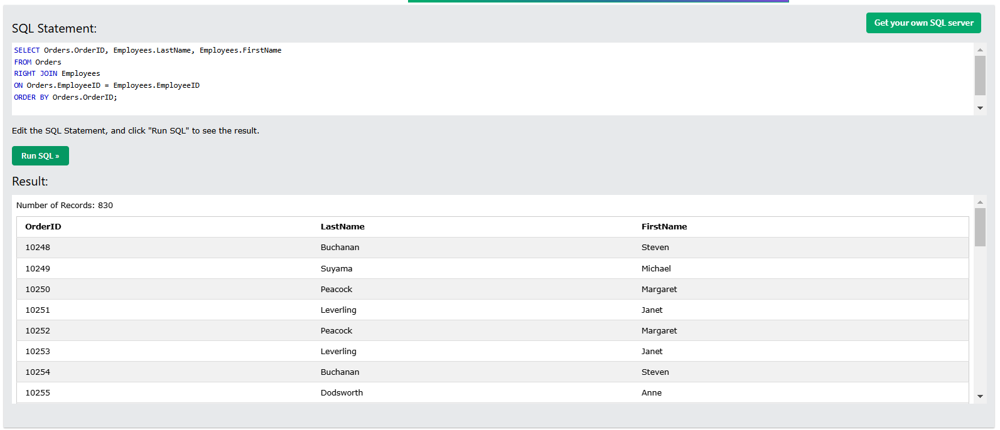 Get your own SQL server
SQL Statement:
SELECT Orders.OrderID, Employees.LastName, Employees.FirstName
FROM Orders
RIGHT JOIN Employees
ON Orders.EmployeeID = Employees.EmployeeID
ORDER BY Orders.OrderID;
Edit the SQL Statement, and click "Run SQL" to see the result.
Run SQL »
Result:
Number of Records: 830
OrderID LastName FirstName
10248 Buchanan Steven
10249 Suyama Michael
10250 Peacock Margaret
10251 Leverling Janet
10252 Peacock Margaret
10253 Leverling Janet
10254 Buchanan Steven
10255 Dodsworth Anne